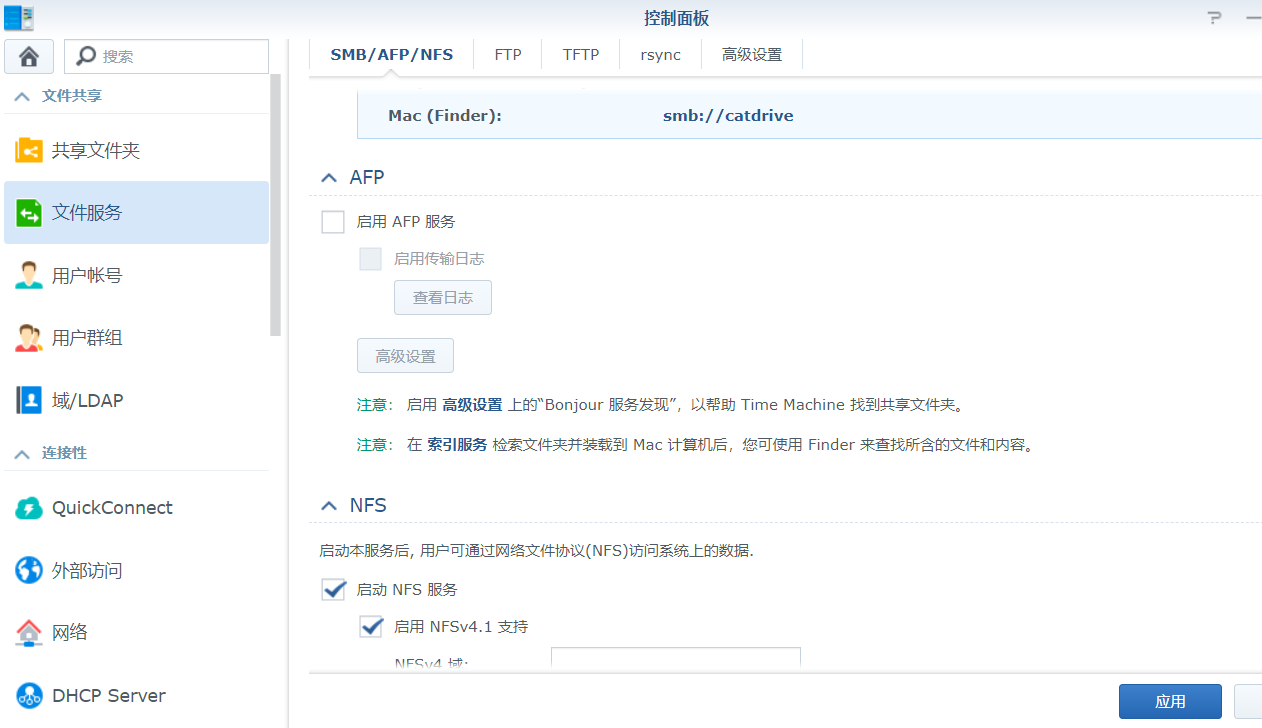 控制面板
搜索
文件共享
共享文件夹
文件服务
用户帐号
用户群组
域/LDAP
连接性
QuickConnect
外部访问
网络
DHCP Server
SMB/AFP/NFS FTP TFTP rsync 高级设置
Mac (Finder): smb://catdrive
AFP
启用 AFP 服务
启用传输日志
查看日志
高级设置
注意： 启用 高级设置 上的“Bonjour 服务发现”，以帮助 Time Machine 找到共享文件夹。
注意： 在 索引服务 检索文件夹并装载到 Mac 计算机后，您可使用 Finder 来查找所含的文件和内容。
NFS
启动本服务后, 用户可通过网络文件协议(NFS)访问系统上的数据.
启动 NFS 服务
启用 NFSv4.1 支持
NFSv4 域:
应用